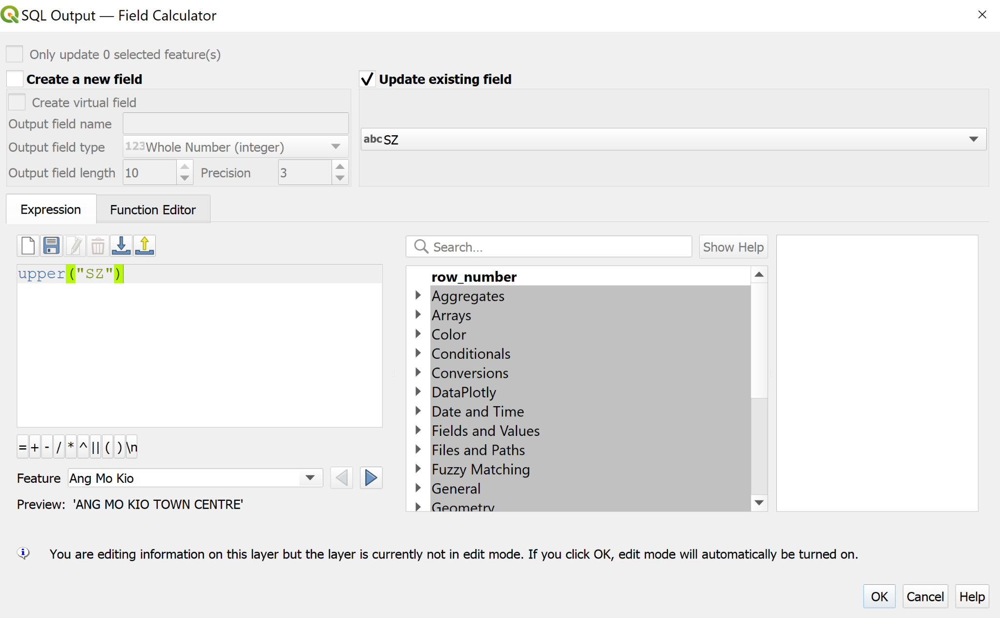 SQL Output — Field Calculator
Only update 0 selected feature(s)
Create a new field
Update existing field
Create virtual field
Output field name
abc SZ
Output field type 123 Whole Number (integer)
Output field length 10 Precision 3
Expression Function Editor
Search... Show Help
upper("SZ")
row_number
Aggregates
Arrays
Color
Conditionals
Conversions
DataPlotly
Date and Time
Fields and Values
Files and Paths
Fuzzy Matching
General
Geometry
= + - / * ^ || ( ) \n
Feature Ang Mo Kio
Preview: 'ANG MO KIO TOWN CENTRE'
You are editing information on this layer but the layer is currently not in edit mode. If you click OK, edit mode will automatically be turned on.
OK Cancel Help